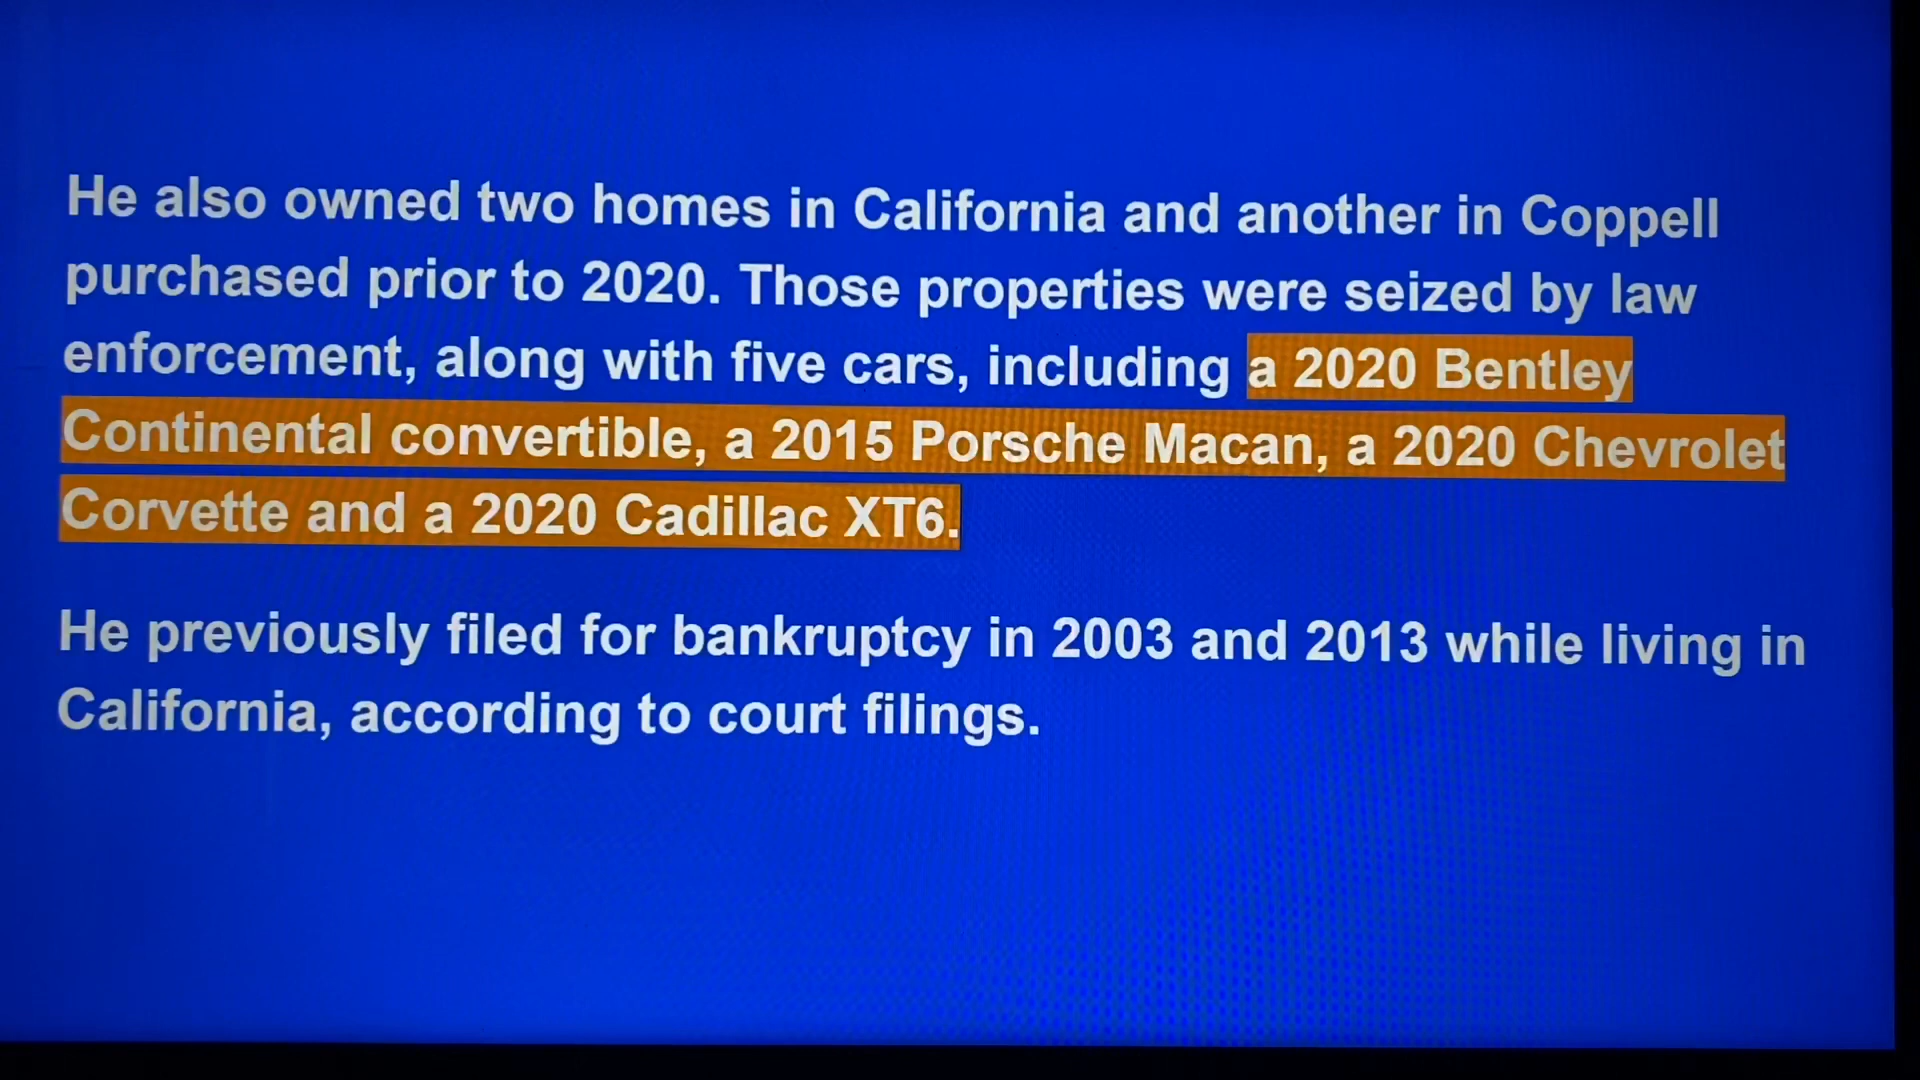 He also owned two homes in California and another in Coppell
purchased prior to 2020. Those properties were seized by law
enforcement, along with five cars, including a 2020 Bentley
Continental convertible, a 2015 Porsche Macan, a 2020 Chevrolet
Corvette and a 2020 Cadillac XT6.
He previously filed for bankruptcy in 2003 and 2013 while living in
California, according to court filings.